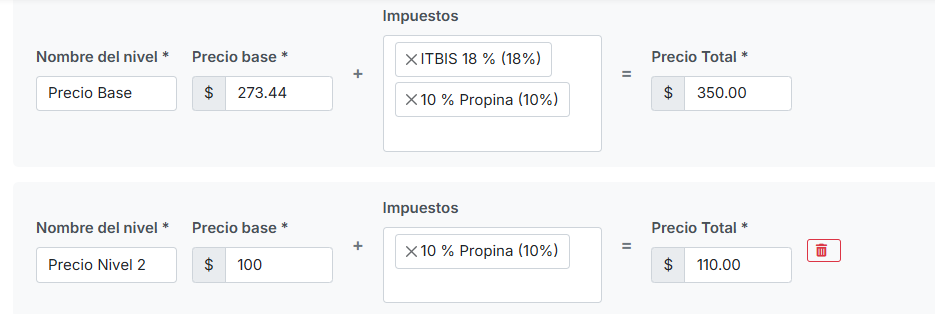 Impuestos
Nombre del nivel * Precio base * Precio Total *
Precio Base $ 273.44 + ITBIS 18 % (18%) = $ 350.00
10 % Propina (10%)
Impuestos
Nombre del nivel * Precio base * Precio Total *
Precio Nivel 2 $ 100 + 10 % Propina (10%) = $ 110.00